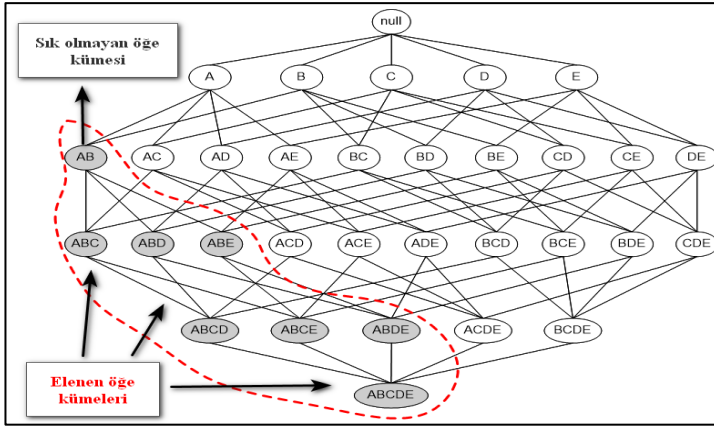 null
Sık olmayan öğe
kümesi
A B C D E
AB AC AD AE BC BD BE CD CE DE
ABC ABD ABE ACD ACE ADE BCD BCE BDE CDE
ABCD ABCE ABDE ACDE BCDE
Elenen öğe
kümeleri
ABCDE